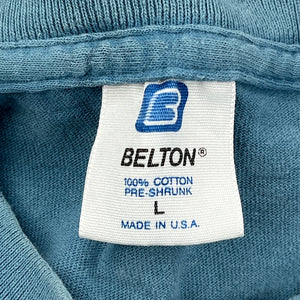 B
BELTON®
100% COTTON
PRE-SHRUNK
L
MADE IN U.S.A.